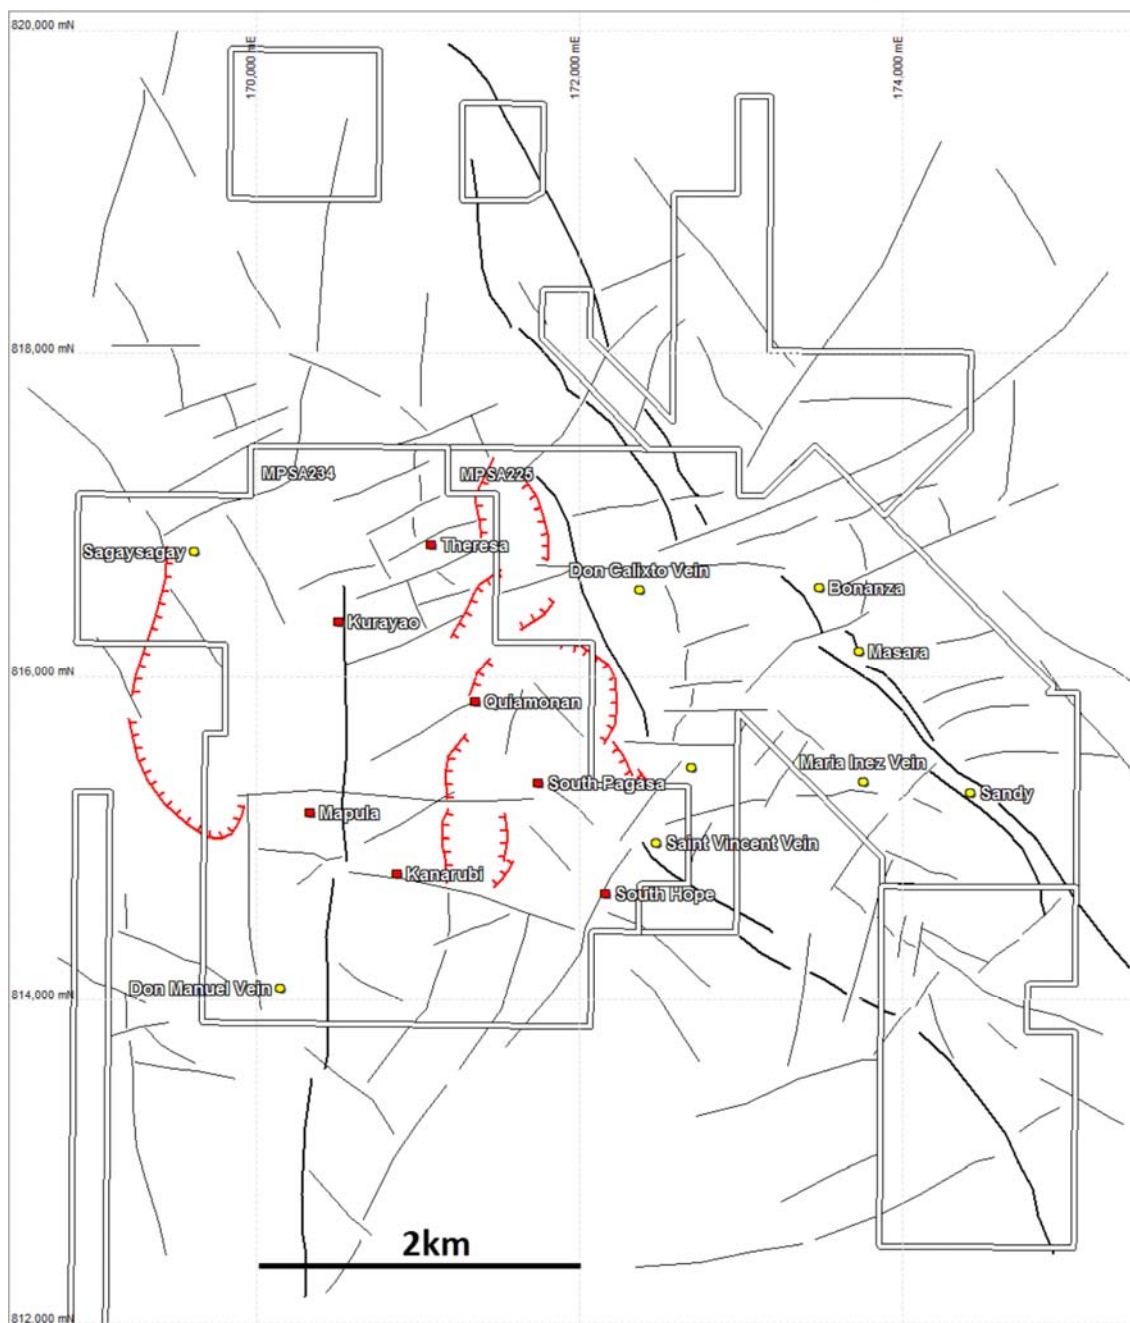 820,000 mN
170,000 mE
172,000 mE
174,000 mE
818,000 mN
MPSA234
MPSA225
Sagaysagay
Theresa
Don Calixto Vein
Bonanza
Kurayao
Masara
816,000 mN
Quiamonan
Maria Inez Vein
South Pagasa
Sandy
Mapula
Saint Vincent Vein
Kanarubi
South Hope
Don Manuel Vein
814,000 mN
2km
812,000 mN